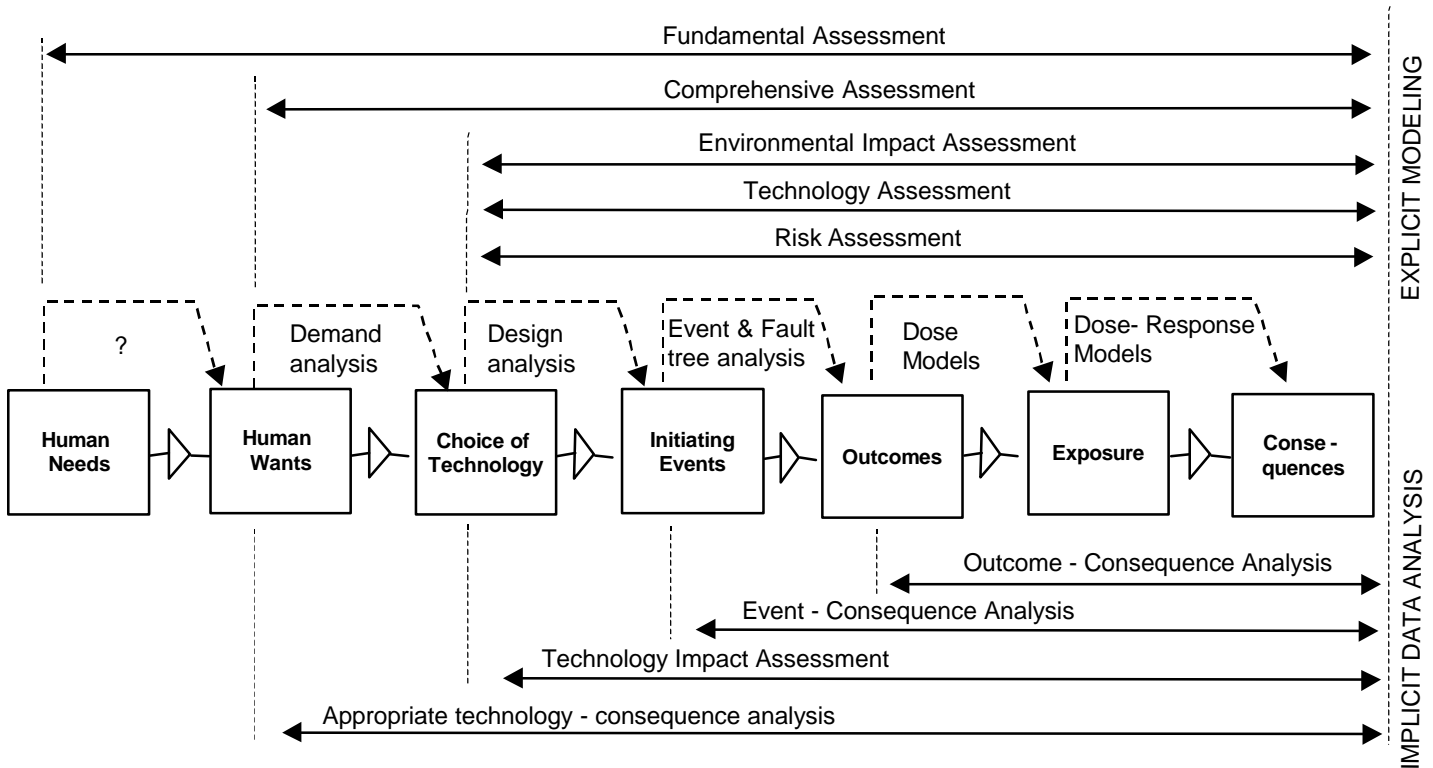 Fundamental Assessment
Comprehensive Assessment
Environmental Impact Assessment
Technology Assessment
Risk Assessment
EXPLICIT MODELING
?
Demand
analysis
Design
analysis
Event & Fault
tree analysis
Dose
Models
Dose- Response
Models
Human
Needs
Human
Wants
Choice of
Technology
Initiating
Events
Outcomes
Exposure
Conse -
quences
Outcome - Consequence Analysis
Event - Consequence Analysis
Technology Impact Assessment
Appropriate technology - consequence analysis
IMPLICIT DATA ANALYSIS